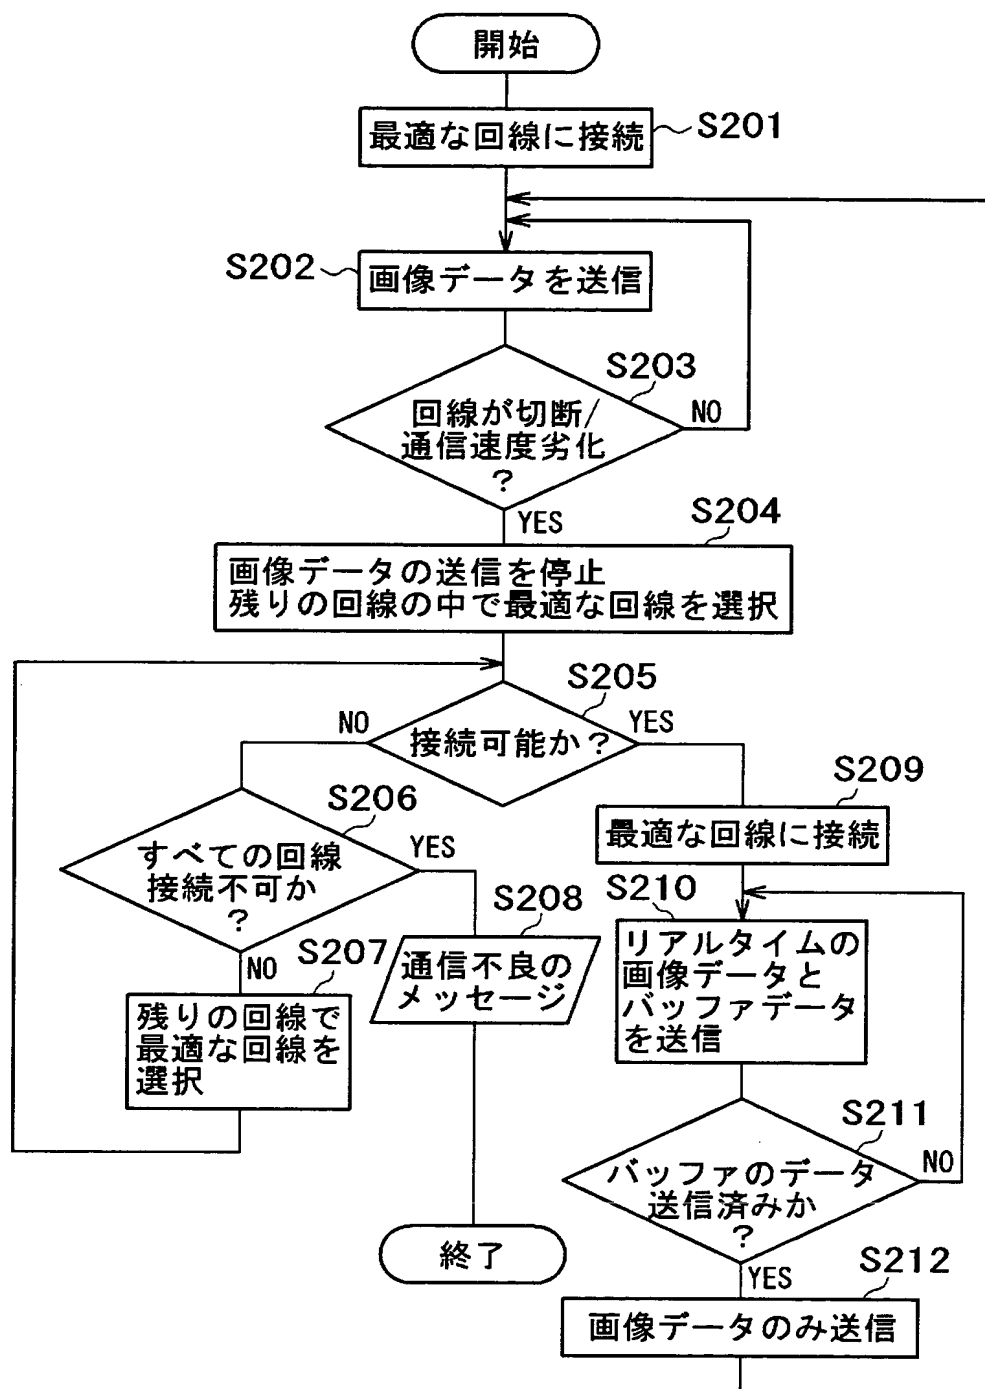 開始
最適な回線に接続
S201
S202
画像データを送信
S203
回線が切断/
通信速度劣化
?
NO
YES
S204
画像データの送信を停止
残りの回線の中で最適な回線を選択
S205
NO
接続可能か?
YES
S206
すべての回線
接続不可か
?
YES
NO
S207
残りの回線で
最適な回線を
選択
S208
通信不良の
メッセージ
終了
S209
最適な回線に接続
S210
リアルタイムの
画像データと
バッファデータ
を送信
S211
バッファのデータ
送信済みか
?
NO
YES
S212
画像データのみ送信